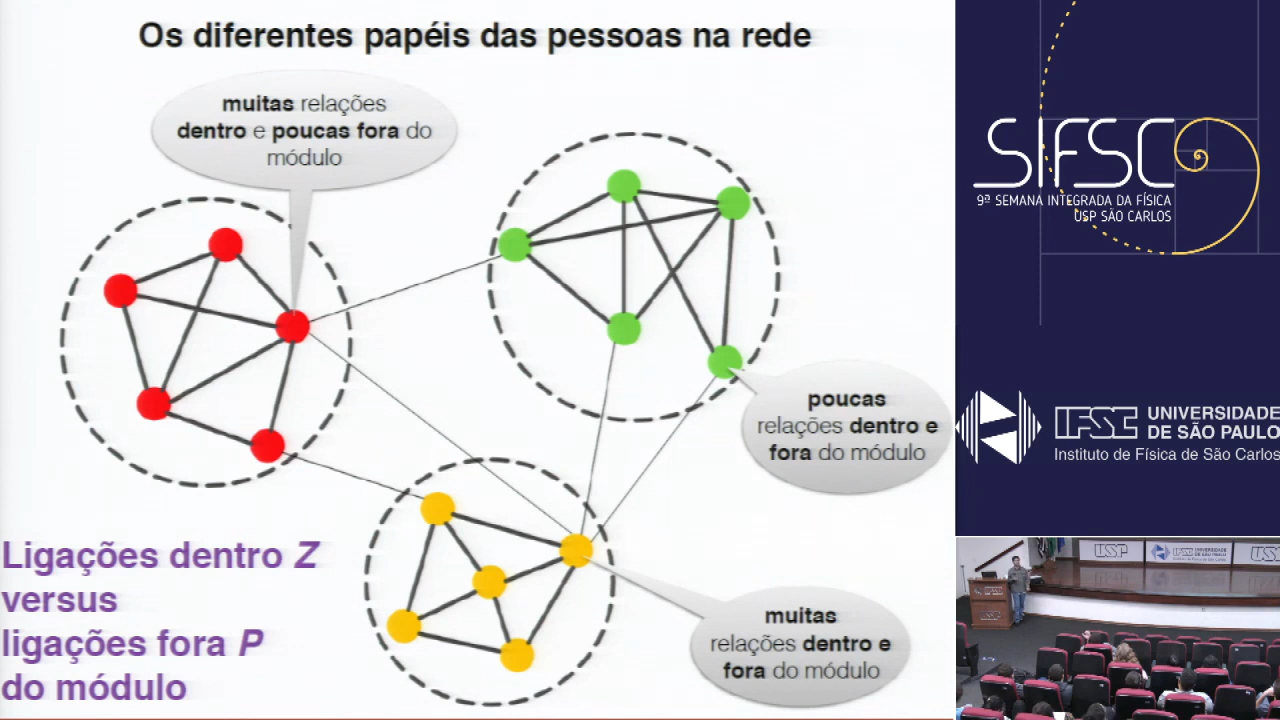 Os diferentes papéis das pessoas na rede
muitas relações
dentro e poucas fora do
módulo
poucas
relações dentro e
fora do módulo
muitas
relações dentro e
fora do módulo
Ligações dentro Z
versus
ligações fora P
do módulo
SIFSC
9ª SEMANA INTEGRADA DA FÍSICA
USP SÃO CARLOS
IFSC UNIVERSIDADE
DE SÃO PAULO
Instituto de Física de São Carlos
USP
IFSC